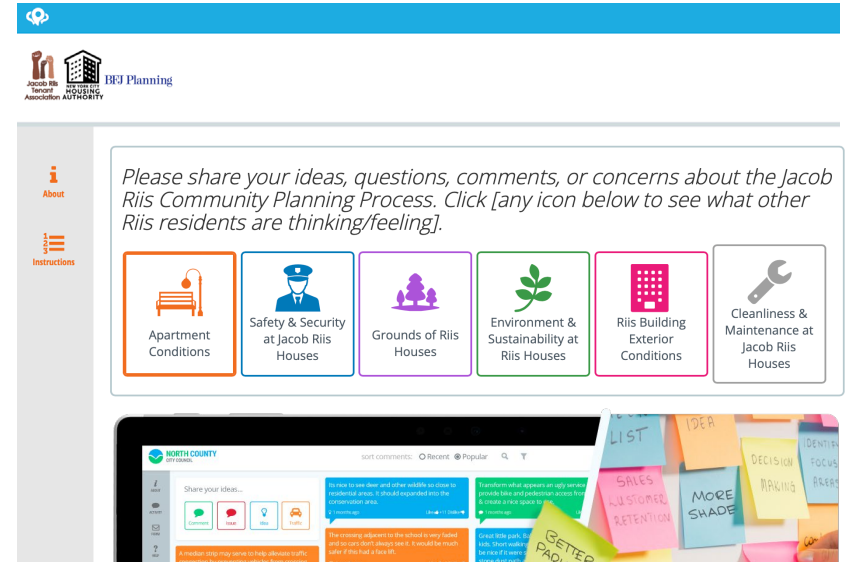 Jacob Riis
Tenant
Association
NEW YORK CITY
HOUSING
AUTHORITY
BFJ Planning
About
1
2
3
Instructions
Please share your ideas, questions, comments, or concerns about the Jacob
Riis Community Planning Process. Click [any icon below to see what other
Riis residents are thinking/feeling].
Apartment
Conditions
Safety & Security
at Jacob Riis
Houses
Grounds of Riis
Houses
Environment &
Sustainability at
Riis Houses
Riis Building
Exterior
Conditions
Cleanliness &
Maintenance at
Jacob Riis
Houses
NORTH COUNTY
CITY COUNCIL
sort comments: Recent Popular
Share your ideas...
Comment
Idea
Traffic
Its nice to see deer and other wildlife so close to
residential areas. It should expanded into the
conservation area.
Transform what appears an ugly service
provide bike and pedestrian access from
& create a nice space to
The crossing adjacent to the school is very faded
and so cars don't always see it. It would be much
safer if this had a face lift.
Great little park.
kids. Short walking
be nice if it were
A median strip may serve to help alleviate traffic
LIST
IDEA
DECISION
MAKING
FOCUS
AREAS
SALES
CUSTOMER
RETENTION
MORE
SHADE
BETTER